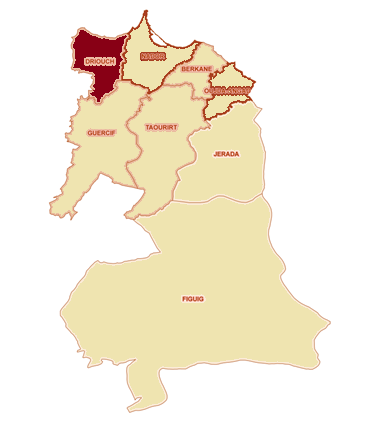 DRIOUCH
NADOR
BERKANE
OUJDA ANGAD
GUERCIF
TAOURIRT
JERADA
FIGUIG